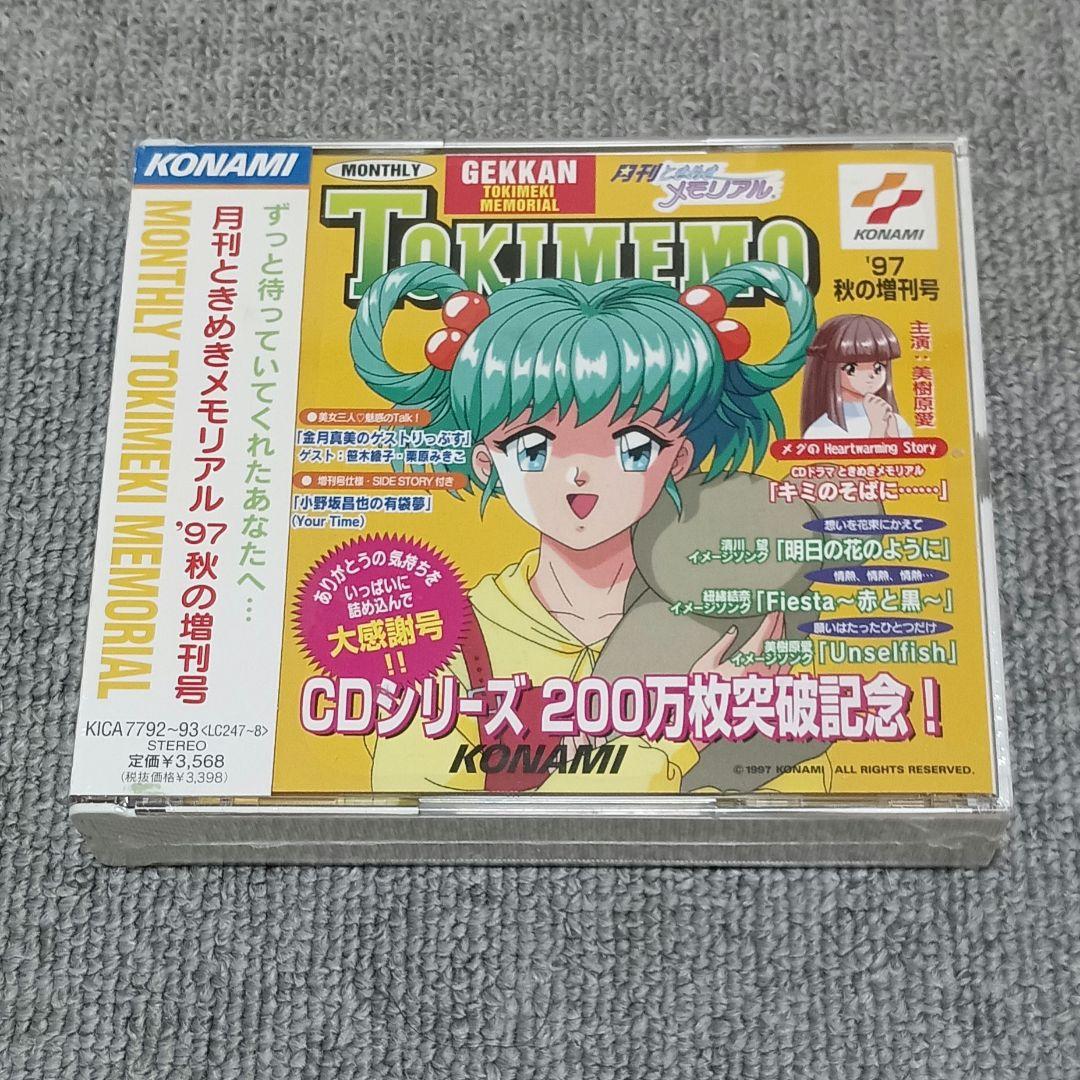 KONAMI
ずっと待っていてくれたあなたへ…
月刊ときめきメモリアル '97 秋の増刊号
MONTHLY TOKIMEKI MEMORIAL
KICA7792~93<LC247~8>
STEREO
定価¥3,568
(税抜価格¥3,398)
MONTHLY
GEKKAN
TOKIMEKI
MEMORIAL
月刊ときめき
メモリアル
TOKIMEMO
KONAMI
'97
秋の増刊号
主演:美樹原愛
メグの Heartwarming Story
CDドラマ ときめきメモリアル
「キミのそばに……」
想いを花束にかえて
清川 望
イメージソング「明日の花のように」
情熱、情熱、情熱…
紐緒結奈
イメージソング「Fiesta~赤と黒~」
願いはたったひとつだけ
美樹原愛
イメージソング「Unselfish」
●美女三人♡魅惑のTalk!
「金月真美のゲストりっぷす」
ゲスト:笹木綾子・栗原みきこ
● 増刊号仕様・SIDE STORY 付き
「小野坂昌也の有袋夢」
(Your Time)
ありがとうの気持ちを
いっぱいに
詰め込んで
大感謝号
!!
CDシリーズ 200万枚突破記念!
KONAMI
©1997 KONAMI ALL RIGHTS RESERVED.